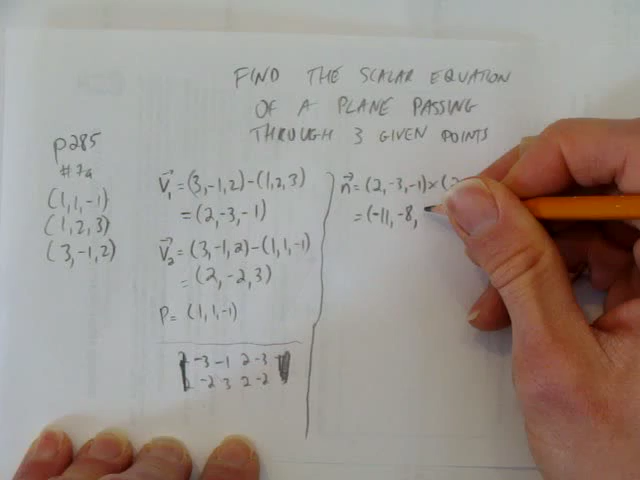 FIND THE SCALAR EQUATION
OF A PLANE PASSING
THROUGH 3 GIVEN POINTS
p285
#7a
(1,1,-1)
(1,2,3)
(3,-1,2)
V⃗₁ = (3,-1,2)-(1,2,3)
= (2,-3,-1)
V⃗₂ = (3,-1,2)-(1,1,-1)
= (2,-2,3)
P = (1,1,-1)
2 -3 -1 2 -3
2 -2 3 2 -2
n⃗ = (2,-3,-1)×(2
= (-11,-8,